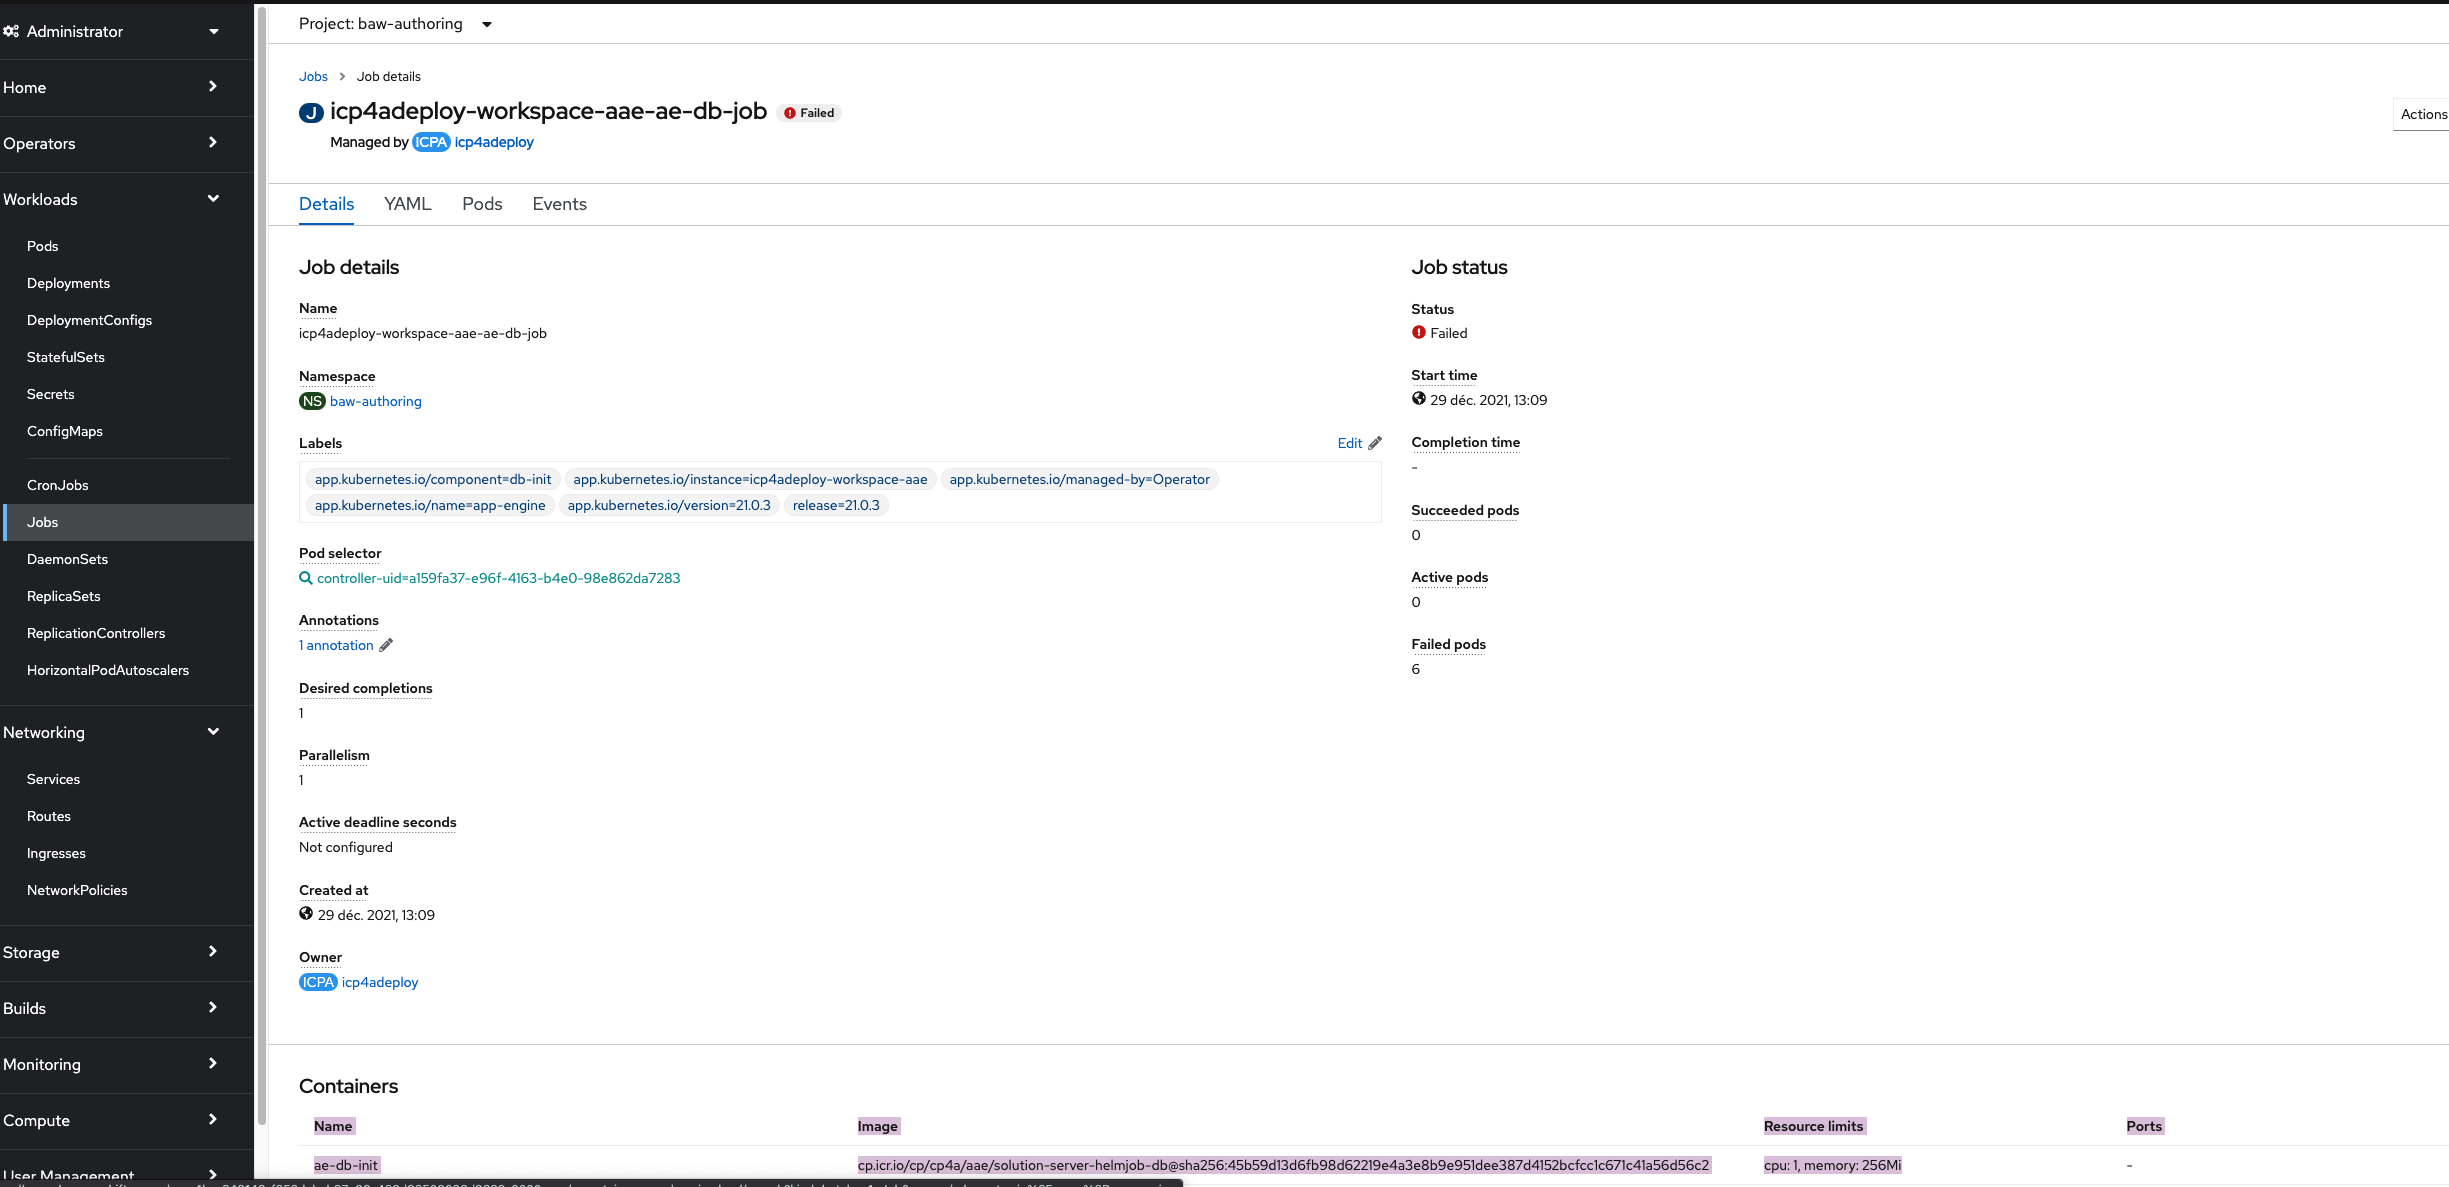 Administrator
Home
Operators
Workloads
Pods
Deployments
DeploymentConfigs
StatefulSets
Secrets
ConfigMaps
CronJobs
Jobs
DaemonSets
ReplicaSets
ReplicationControllers
HorizontalPodAutoscalers
Networking
Services
Routes
Ingresses
NetworkPolicies
Storage
Builds
Monitoring
Compute
User Management
Project: baw-authoring
Jobs > Job details
J icp4adeploy-workspace-aae-ae-db-job Failed
Managed by ICPA icp4adeploy
Actions
Details YAML Pods Events
Job details
Name
icp4adeploy-workspace-aae-ae-db-job
Namespace
NS baw-authoring
Labels Edit
app.kubernetes.io/component=db-init app.kubernetes.io/instance=icp4adeploy-workspace-aae app.kubernetes.io/managed-by=Operator
app.kubernetes.io/name=app-engine app.kubernetes.io/version=21.0.3 release=21.0.3
Pod selector
controller-uid=a159fa37-e96f-4163-b4e0-98e862da7283
Annotations
1 annotation
Desired completions
1
Parallelism
1
Active deadline seconds
Not configured
Created at
29 déc. 2021, 13:09
Owner
ICPA icp4adeploy
Job status
Status
Failed
Start time
29 déc. 2021, 13:09
Completion time
-
Succeeded pods
0
Active pods
0
Failed pods
6
Containers
Name Image Resource limits Ports
ae-db-init cp.icr.io/cp/cp4a/aae/solution-server-helmjob-db@sha256:45b59d13d6fb98d62219e4a3e8b9e951dee387d4152bcfcc1c671c41a56d56c2 cpu: 1, memory: 256Mi -